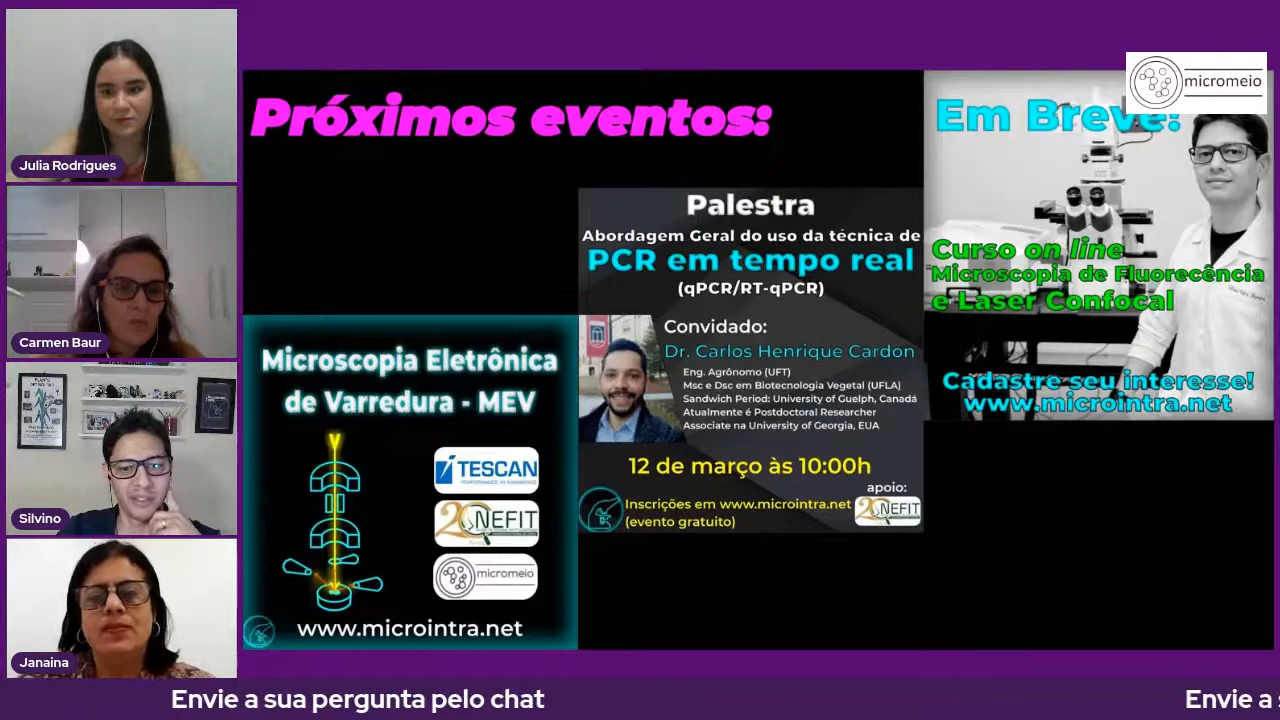 Julia Rodrigues
Carmen Baur
Silvino
Janaina
Próximos eventos:
Microscopia Eletrônica
de Varredura - MEV
TESCAN
NEFIT
micromeio
www.microintra.net
Palestra
Abordagem Geral do uso da técnica de
PCR em tempo real
(qPCR/RT-qPCR)
Convidado:
Dr. Carlos Henrique Cardon
Eng. Agrônomo (UFT)
Msc e Dsc em Biotecnologia Vegetal (UFLA)
Sandwich Period: University of Guelph, Canadá
Atualmente é Postdoctoral Researcher
Associate na University of Georgia, EUA
12 de março às 10:00h
Inscrições em www.microintra.net
(evento gratuito)
apoio:
NEFIT
micromeio
Em Breve!
Curso on line
Microscopia de Fluorecência
e Laser Confocal
Cadastre seu interesse!
www.microintra.net
Envie a sua pergunta pelo chat
Envie a